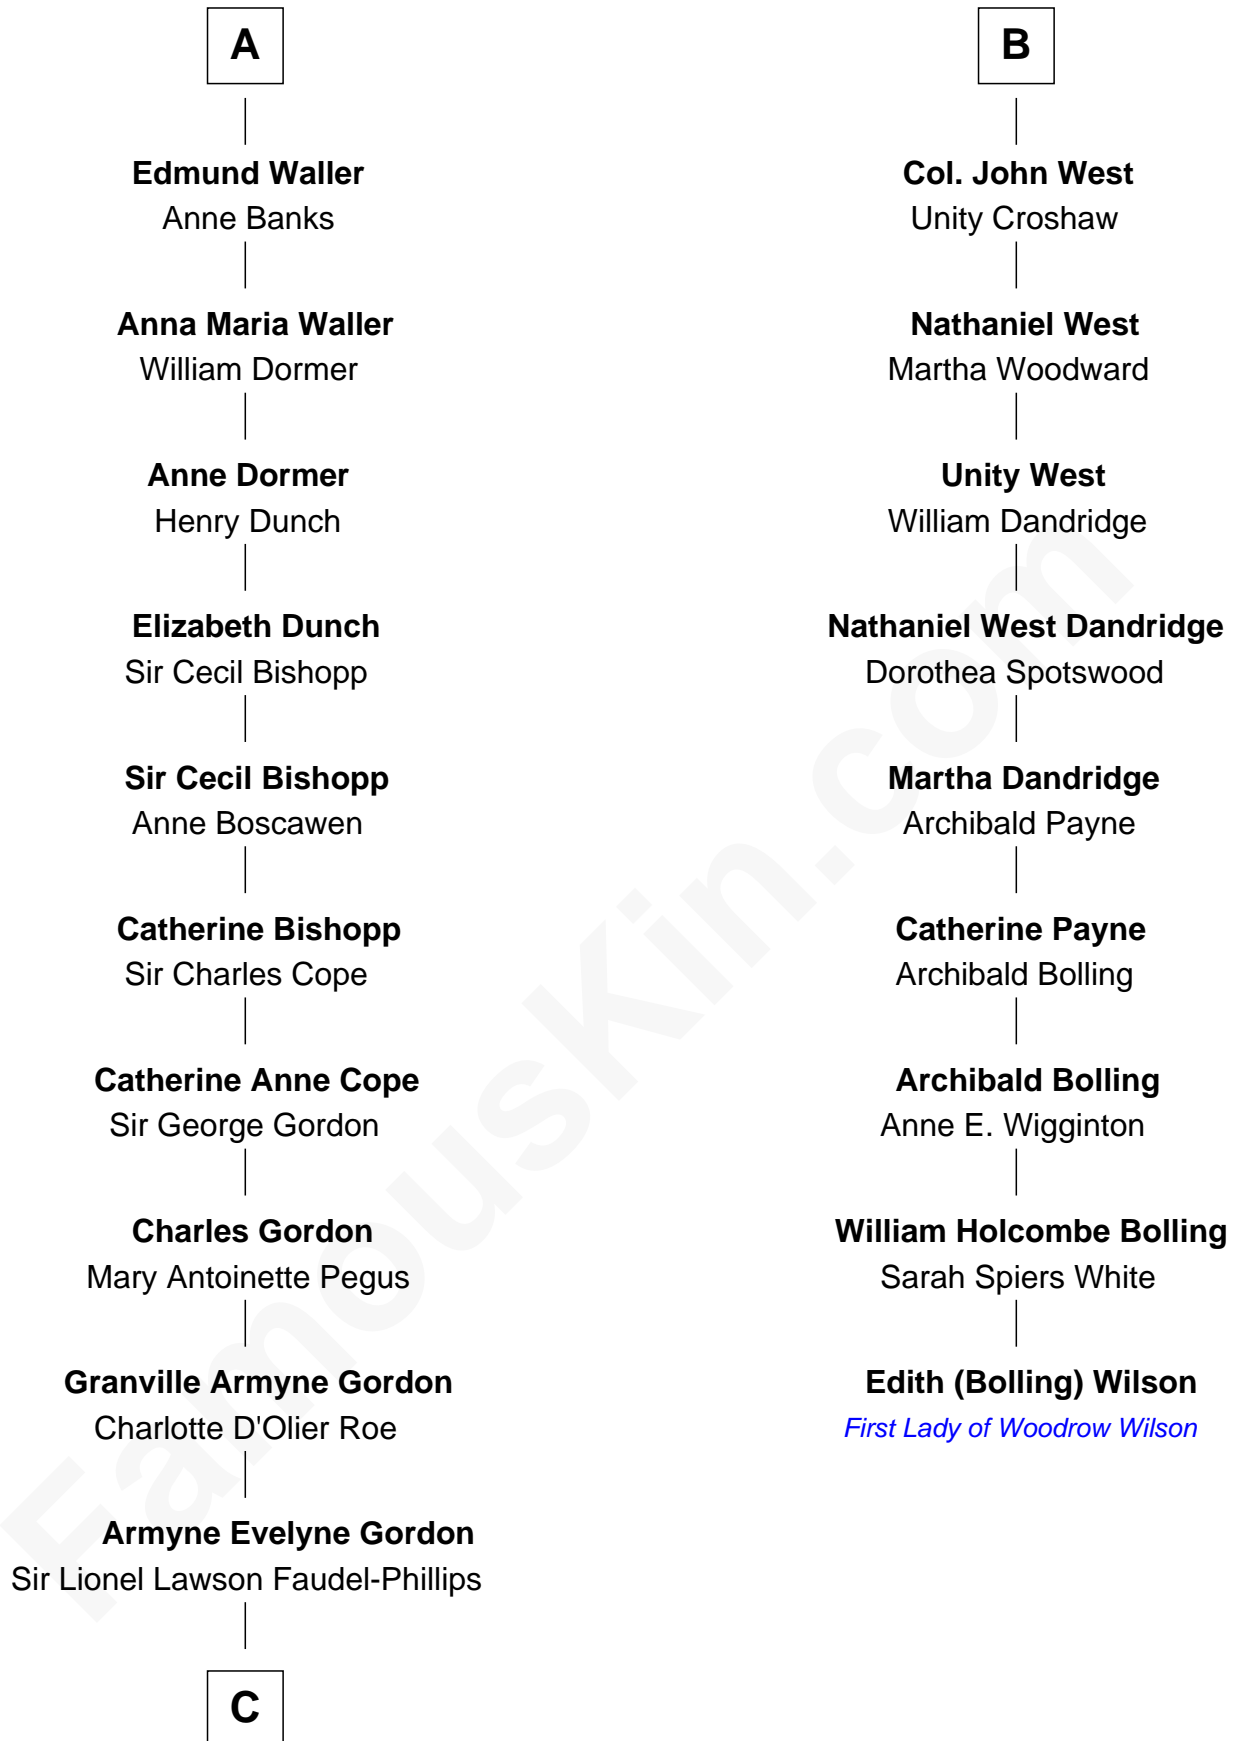 A
Edmund Waller
Anne Banks
Anna Maria Waller
William Dormer
Anne Dormer
Henry Dunch
Elizabeth Dunch
Sir Cecil Bishopp
Sir Cecil Bishopp
Anne Boscawen
Catherine Bishopp
Sir Charles Cope
Catherine Anne Cope
Sir George Gordon
Charles Gordon
Mary Antoinette Pegus
Granville Armyne Gordon
Charlotte D'Olier Roe
Armyne Evelyne Gordon
Sir Lionel Lawson Faudel-Phillips
C
B
Col. John West
Unity Croshaw
Nathaniel West
Martha Woodward
Unity West
William Dandridge
Nathaniel West Dandridge
Dorothea Spotswood
Martha Dandridge
Archibald Payne
Catherine Payne
Archibald Bolling
Archibald Bolling
Anne E. Wigginton
William Holcombe Bolling
Sarah Spiers White
Edith (Bolling) Wilson
First Lady of Woodrow Wilson
FamousKin.com